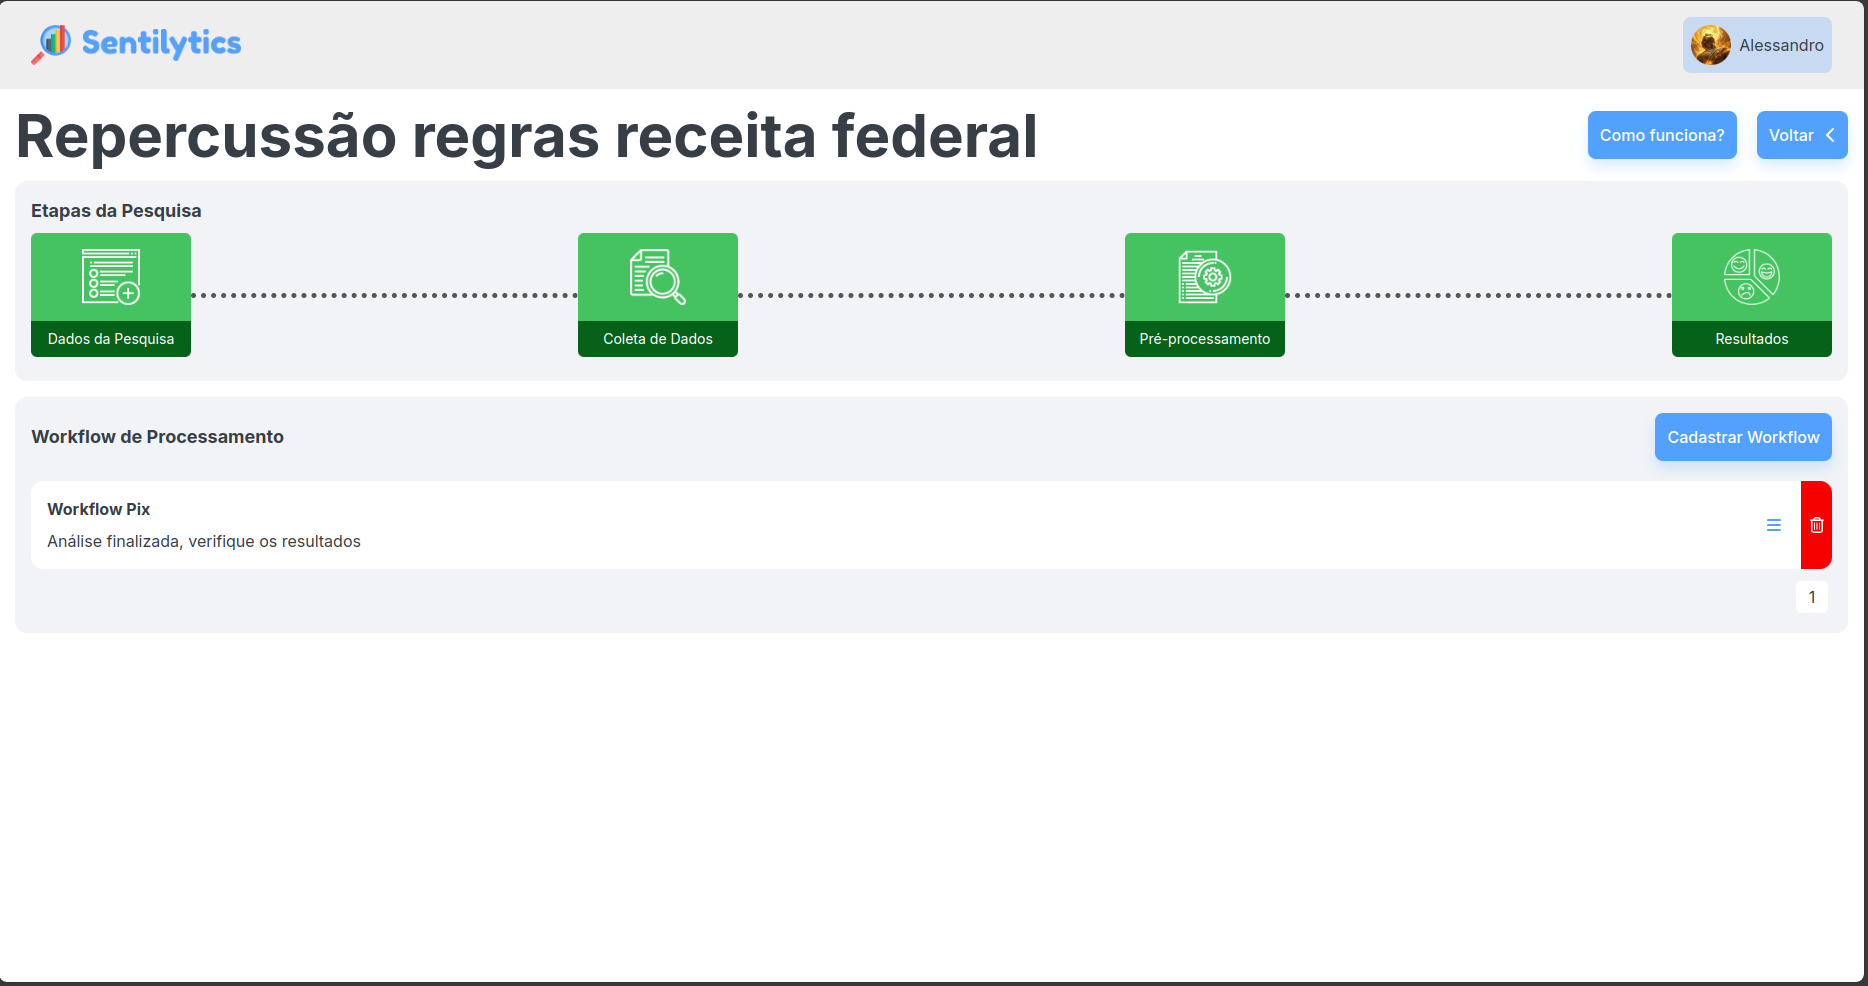 Sentilytics
Alessandro
Repercussão regras receita federal
Como funciona?
Voltar
Etapas da Pesquisa
Dados da Pesquisa
Coleta de Dados
Pré-processamento
Resultados
Workflow de Processamento
Cadastrar Workflow
Workflow Pix
Análise finalizada, verifique os resultados
1